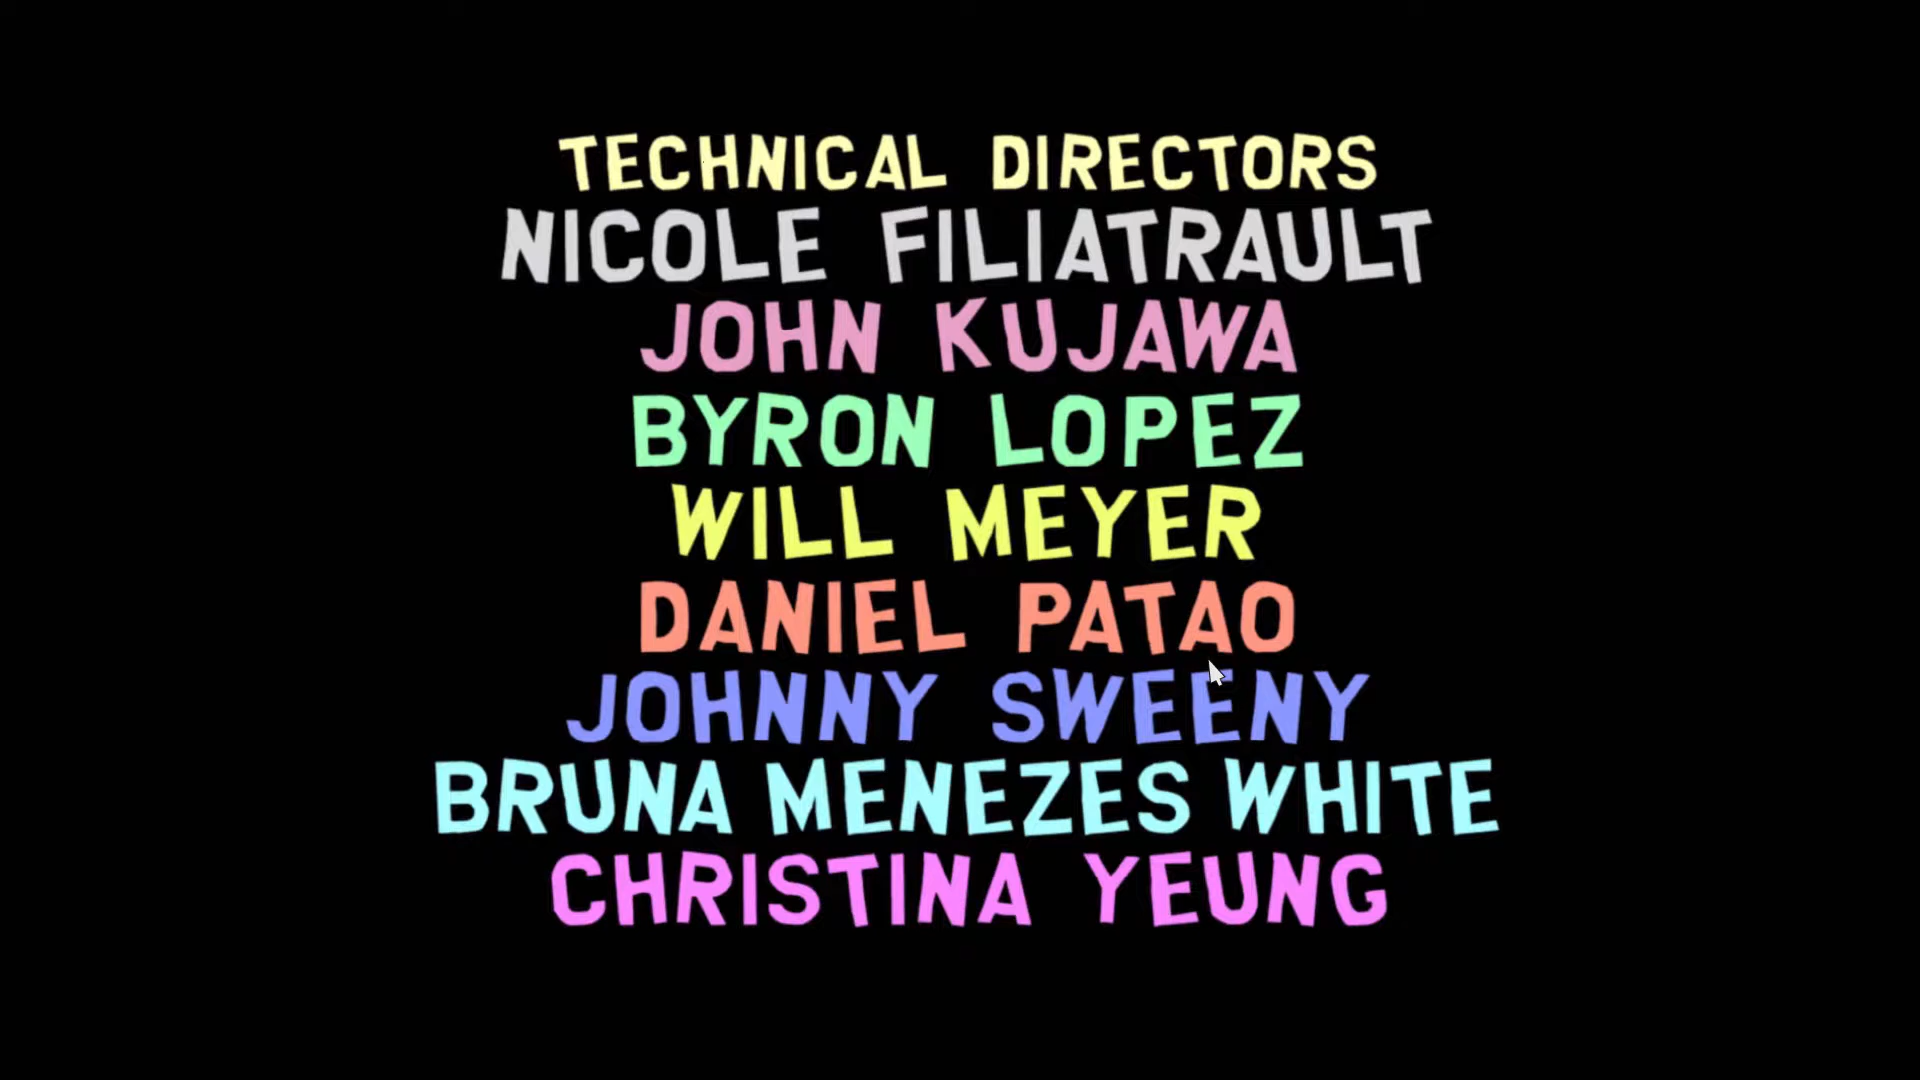 TECHNICAL DIRECTORS
NICOLE FILIATRAULT
JOHN KUJAWA
BYRON LOPEZ
WILL MEYER
DANIEL PATAO
JOHNNY SWEENY
BRUNA MENEZES WHITE
CHRISTINA YEUNG